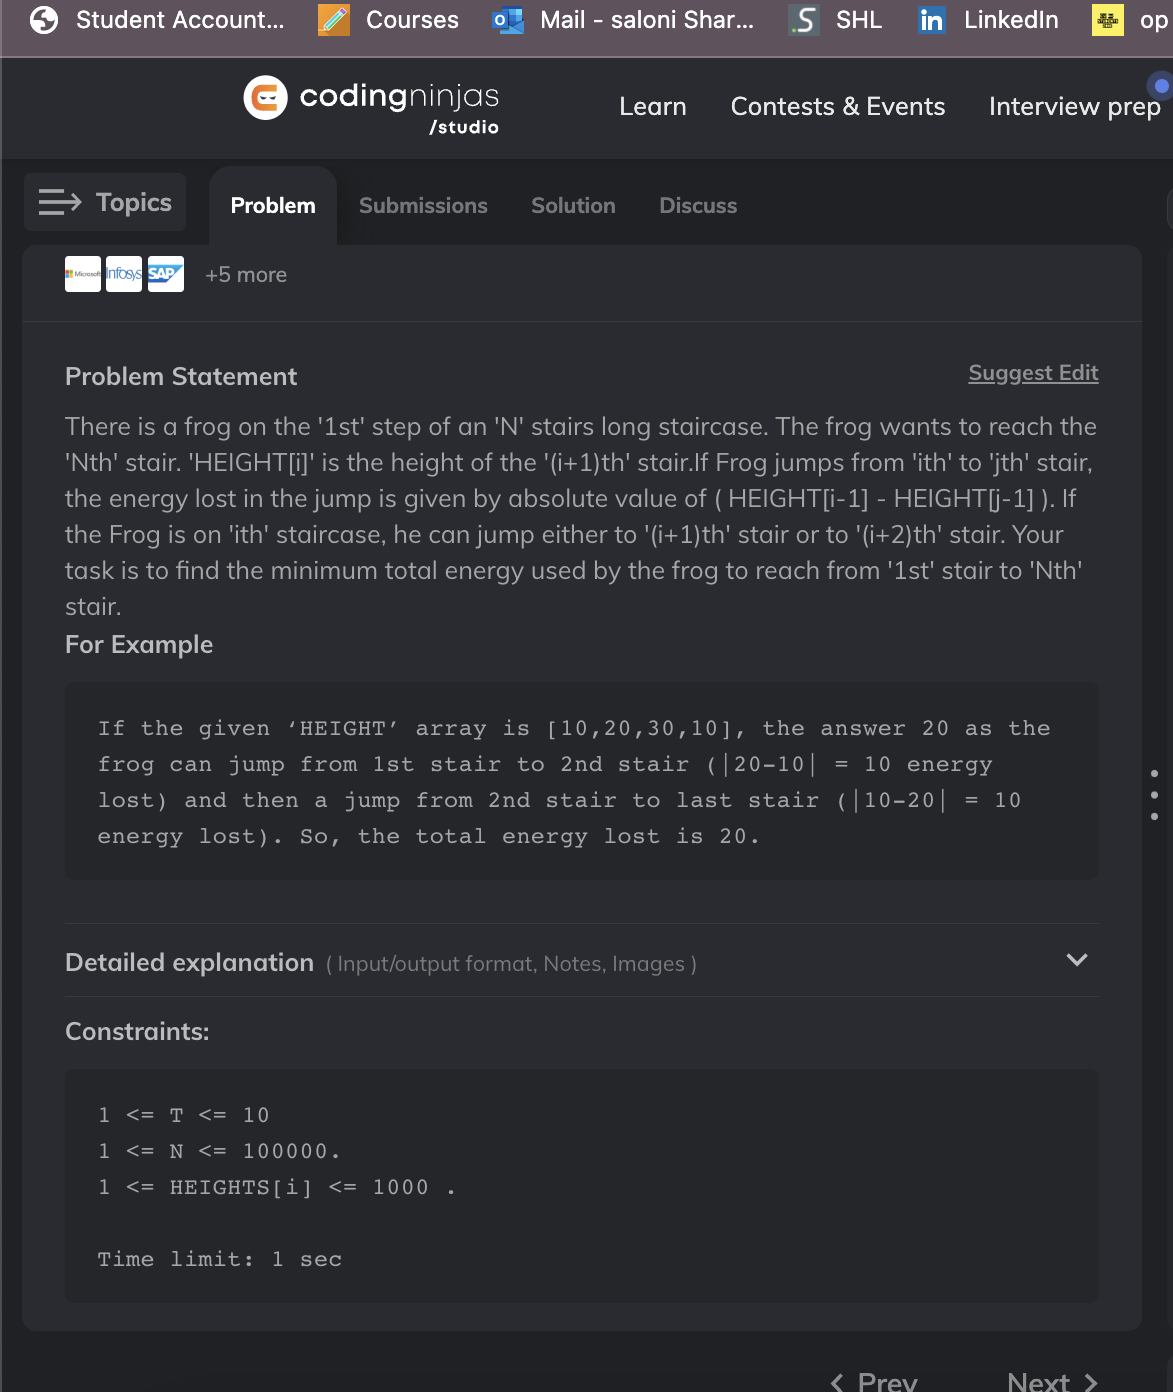 Student Account... Courses Mail - saloni Shar... SHL LinkedIn op
codingninjas
/studio
Learn Contests & Events Interview prep
Topics Problem Submissions Solution Discuss
Microsoft Infosys SAP +5 more
Problem Statement Suggest Edit
There is a frog on the '1st' step of an 'N' stairs long staircase. The frog wants to reach the
'Nth' stair. 'HEIGHT[i]' is the height of the '(i+1)th' stair.If Frog jumps from 'ith' to 'jth' stair,
the energy lost in the jump is given by absolute value of ( HEIGHT[i-1] - HEIGHT[j-1] ). If
the Frog is on 'ith' staircase, he can jump either to '(i+1)th' stair or to '(i+2)th' stair. Your
task is to find the minimum total energy used by the frog to reach from '1st' stair to 'Nth'
stair.
For Example
If the given ‘HEIGHT’ array is [10,20,30,10], the answer 20 as the
frog can jump from 1st stair to 2nd stair (|20-10| = 10 energy
lost) and then a jump from 2nd stair to last stair (|10-20| = 10
energy lost). So, the total energy lost is 20.
Detailed explanation ( Input/output format, Notes, Images )
Constraints:
1 <= T <= 10
1 <= N <= 100000.
1 <= HEIGHTS[i] <= 1000 .
Time limit: 1 sec
Prev Next